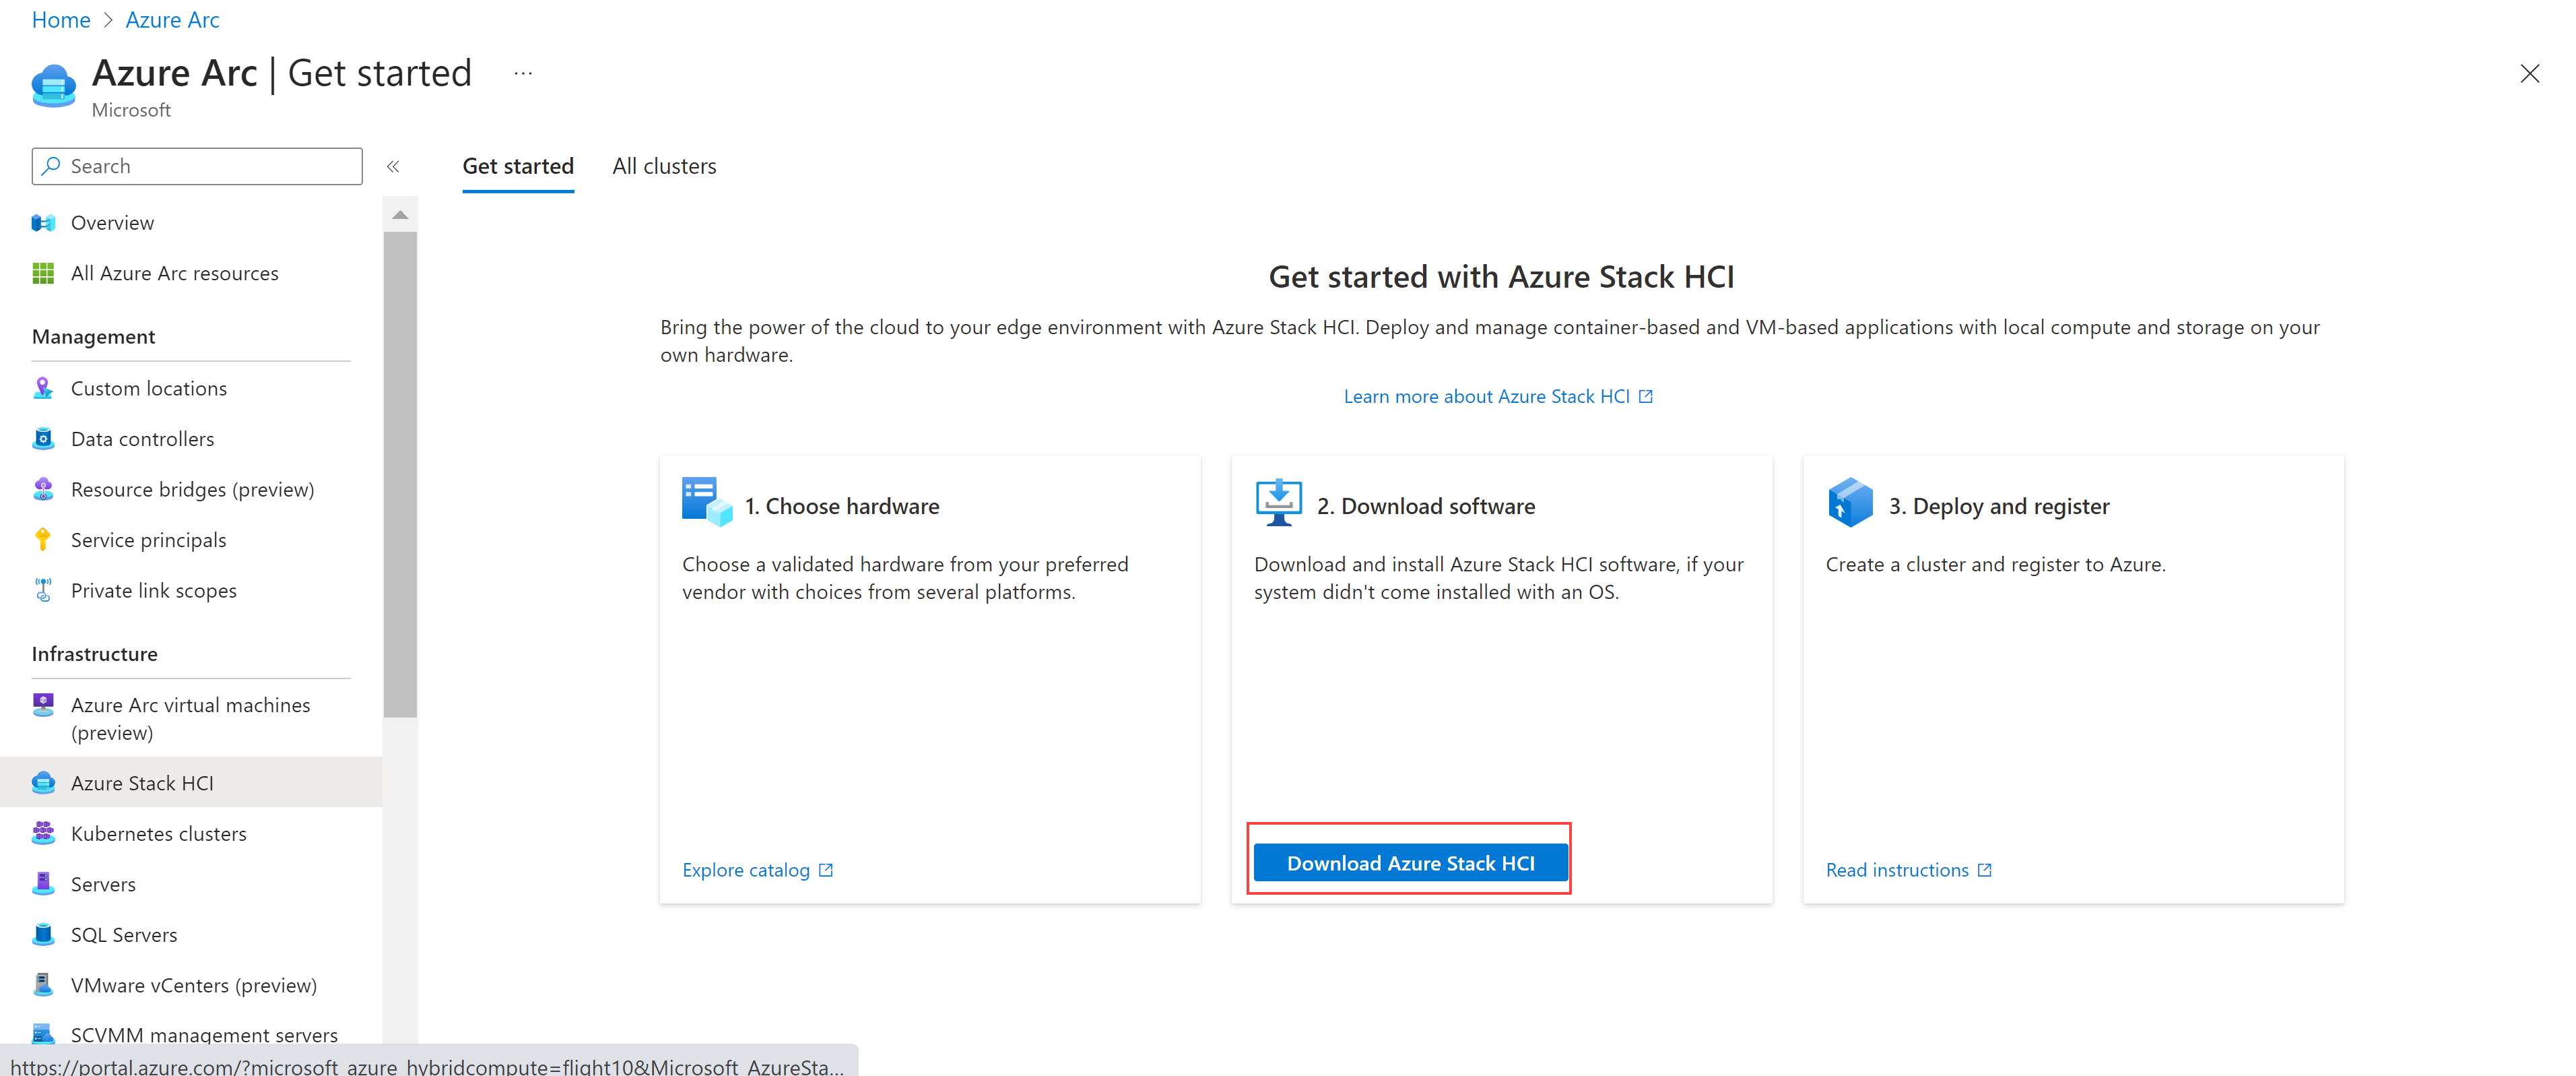 Home > Azure Arc
Azure Arc | Get started ...
Microsoft
Search
«
Overview
All Azure Arc resources
Management
Custom locations
Data controllers
Resource bridges (preview)
Service principals
Private link scopes
Infrastructure
Azure Arc virtual machines
(preview)
Azure Stack HCI
Kubernetes clusters
Servers
SQL Servers
VMware vCenters (preview)
SCVMM management servers
https://portal.azure.com/?microsoft_azure_hybridcompute=flight10&Microsoft_AzureSta...
Get started All clusters
Get started with Azure Stack HCI
Bring the power of the cloud to your edge environment with Azure Stack HCI. Deploy and manage container-based and VM-based applications with local compute and storage on your
own hardware.
Learn more about Azure Stack HCI
1. Choose hardware
Choose a validated hardware from your preferred
vendor with choices from several platforms.
Explore catalog
2. Download software
Download and install Azure Stack HCI software, if your
system didn't come installed with an OS.
Download Azure Stack HCI
3. Deploy and register
Create a cluster and register to Azure.
Read instructions